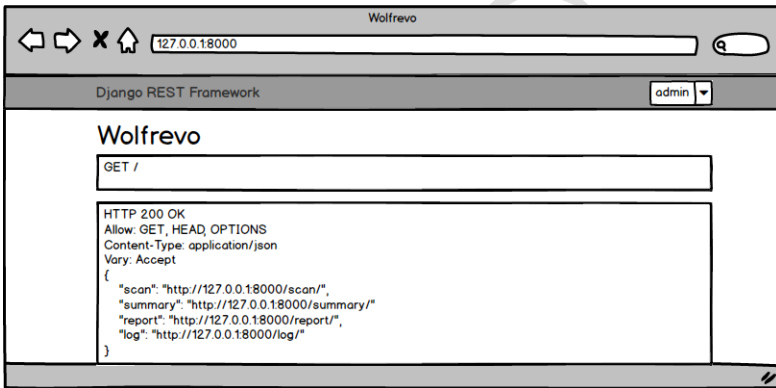 Wolfrevo
127.0.0.1:8000
Django REST Framework
admin
Wolfrevo
GET /
HTTP 200 OK
Allow: GET, HEAD, OPTIONS
Content-Type: application/json
Vary: Accept
{
"scan": "http://127.0.0.1:8000/scan/",
"summary": "http://127.0.0.1:8000/summary/"
"report": "http://127.0.0.1:8000/report/",
"log": "http://127.0.0.1:8000/log/"
}